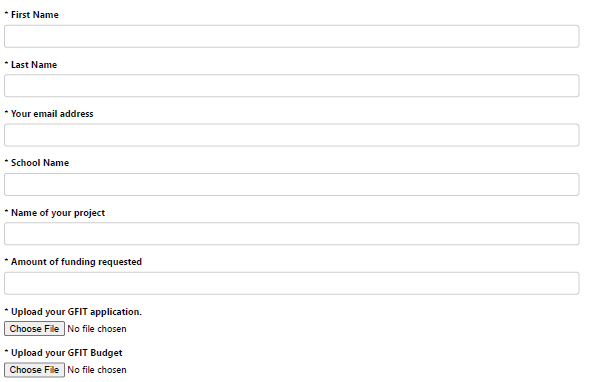 * First Name
* Last Name
* Your email address
* School Name
* Name of your project
* Amount of funding requested
* Upload your GFIT application.
Choose File No file chosen
* Upload your GFIT Budget
Choose File No file chosen